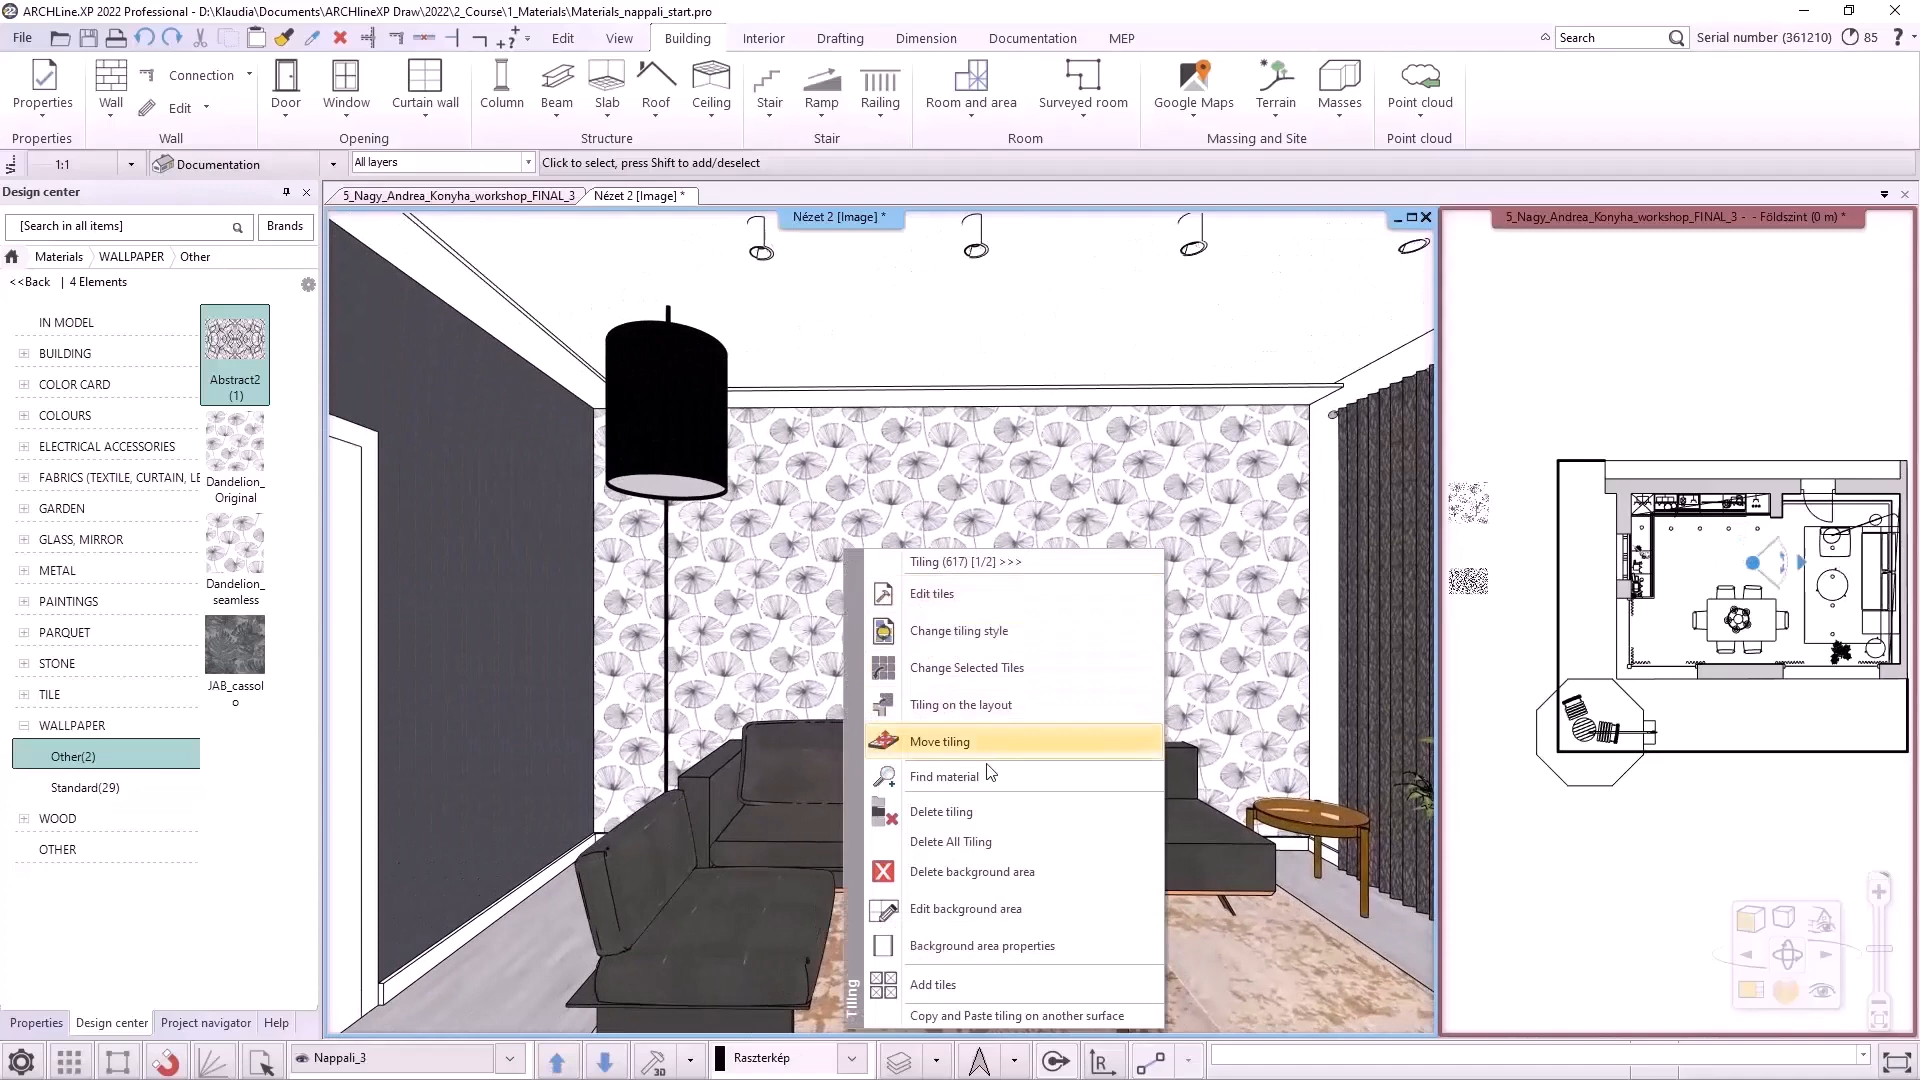 ARCHLine.XP 2022 Professional - D:\Klaudia\Documents\ARCHlineXP Draw\2022\2_Course\1_Materials\Materials_nappali_start.pro
File Edit View Building Interior Drafting Dimension Documentation MEP Search Serial number (361210) 85 ?
Properties Wall Connection Edit Door Window Curtain wall Column Beam Slab Roof Ceiling Stair Ramp Railing Room and area Surveyed room Google Maps Terrain Masses Point cloud
Properties Wall Opening Structure Stair Room Massing and Site Point cloud
1:1 Documentation All layers Click to select, press Shift to add/deselect
Design center
5_Nagy_Andrea_Konyha_workshop_FINAL_3 Nézet 2 [Image] *
[Search in all items] Brands
Nézet 2 [Image] *
5_Nagy_Andrea_Konyha_workshop_FINAL_3 - - Földszint (0 m) *
Materials WALLPAPER Other
<<Back | 4 Elements
IN MODEL
BUILDING
COLOR CARD
COLOURS
ELECTRICAL ACCESSORIES
FABRICS (TEXTILE, CURTAIN, LE
GARDEN
GLASS, MIRROR
METAL
PAINTINGS
PARQUET
STONE
TILE
WALLPAPER
Other(2)
Standard(29)
WOOD
OTHER
Abstract2
(1)
Dandelion_
Original
Dandelion_
seamless
JAB_cassol
o
Tiling (617) [1/2] >>>
Edit tiles
Change tiling style
Change Selected Tiles
Tiling on the layout
Move tiling
Find material
Delete tiling
Delete All Tiling
Delete background area
Edit background area
Background area properties
Add tiles
Copy and Paste tiling on another surface
Tiling
Properties Design center Project navigator Help
Nappali_3 3D Raszterkép R